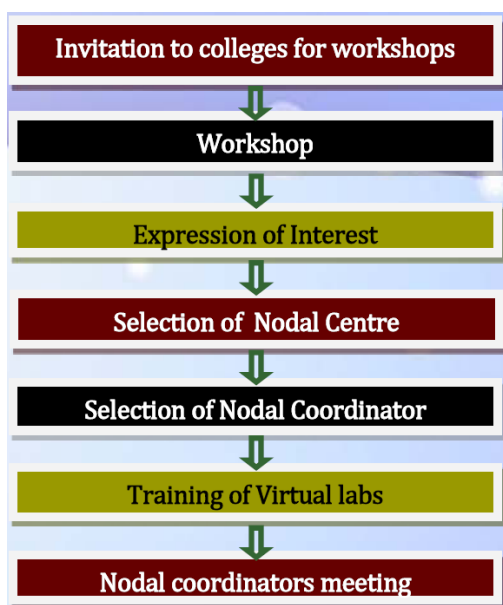 Invitation to colleges for workshops
Workshop
Expression of Interest
Selection of Nodal Centre
Selection of Nodal Coordinator
Training of Virtual labs
Nodal coordinators meeting